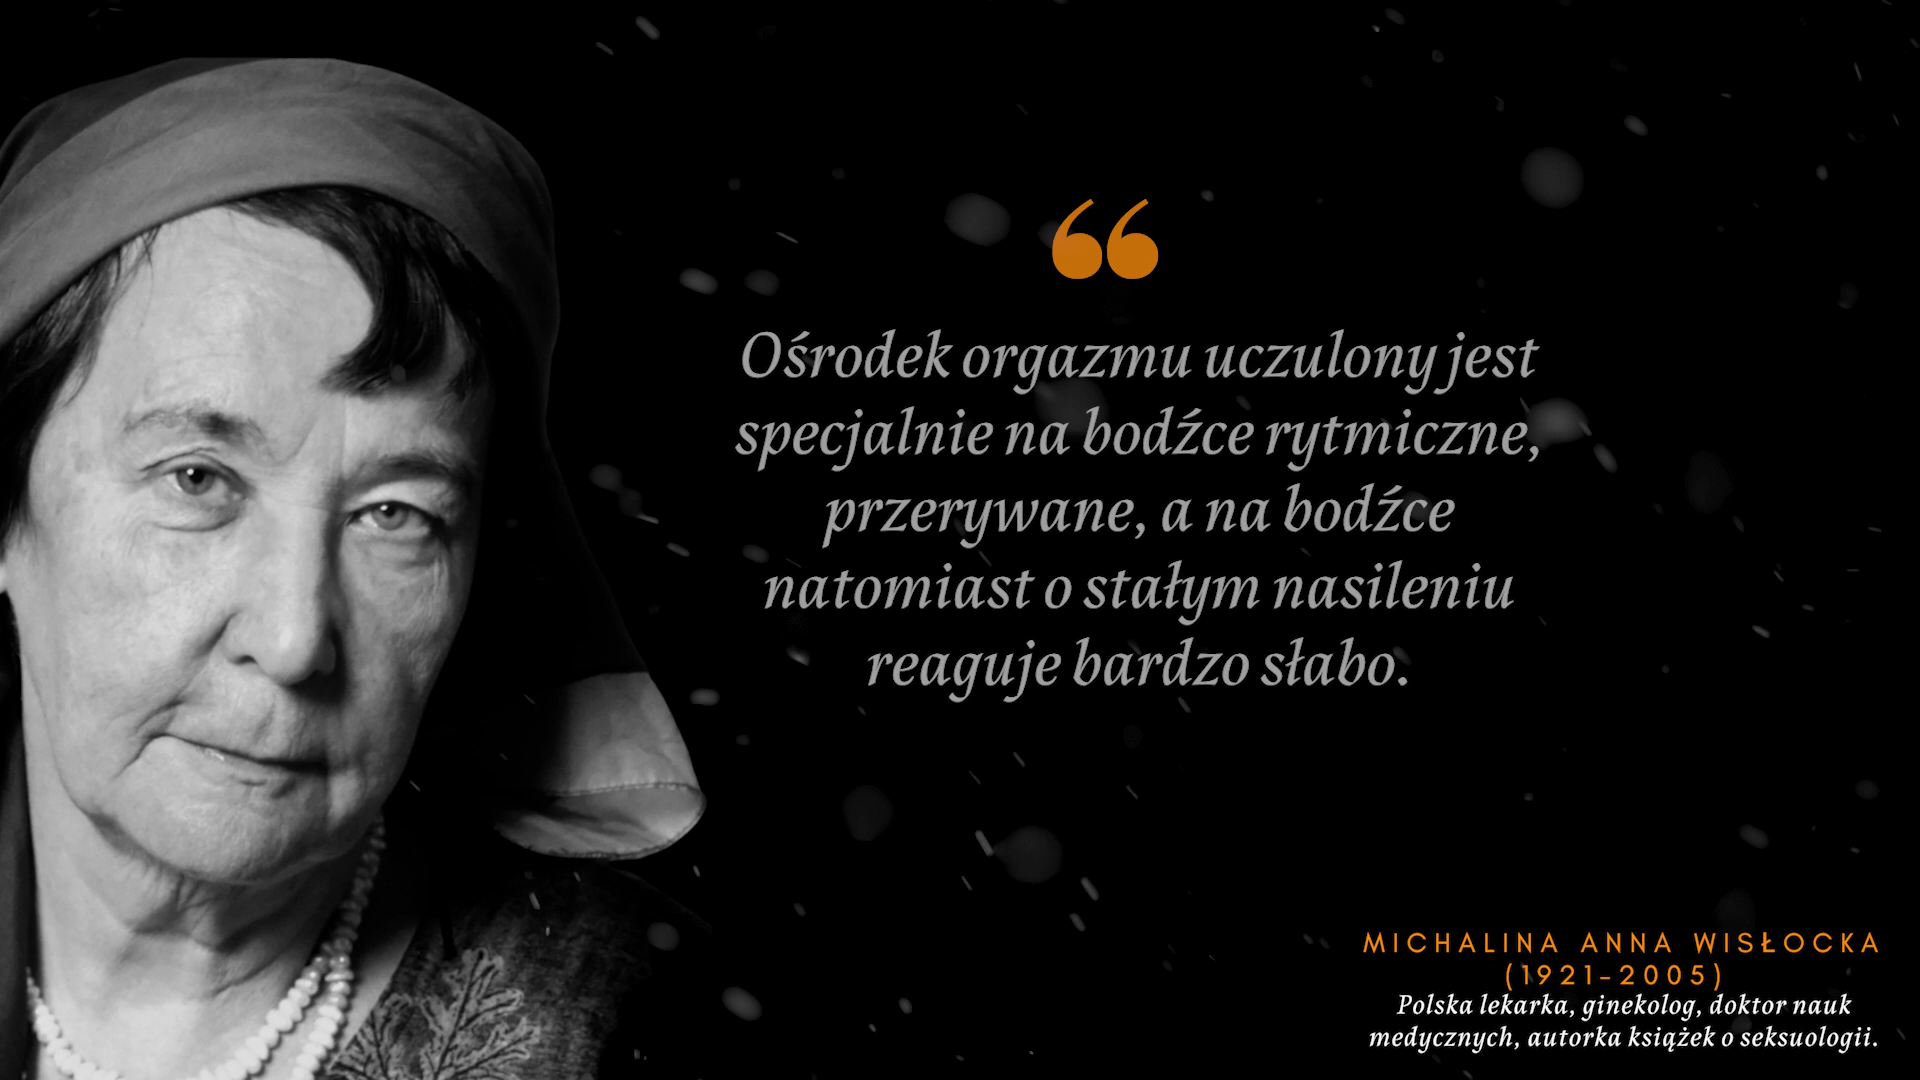 “
Ośrodek orgazmu uczulony jest
specjalnie na bodźce rytmiczne,
przerywane, a na bodźce
natomiast o stałym nasileniu
reaguje bardzo słabo.
MICHALINA ANNA WISŁOCKA
(1921-2005)
Polska lekarka, ginekolog, doktor nauk
medycznych, autorka książek o seksuologii.